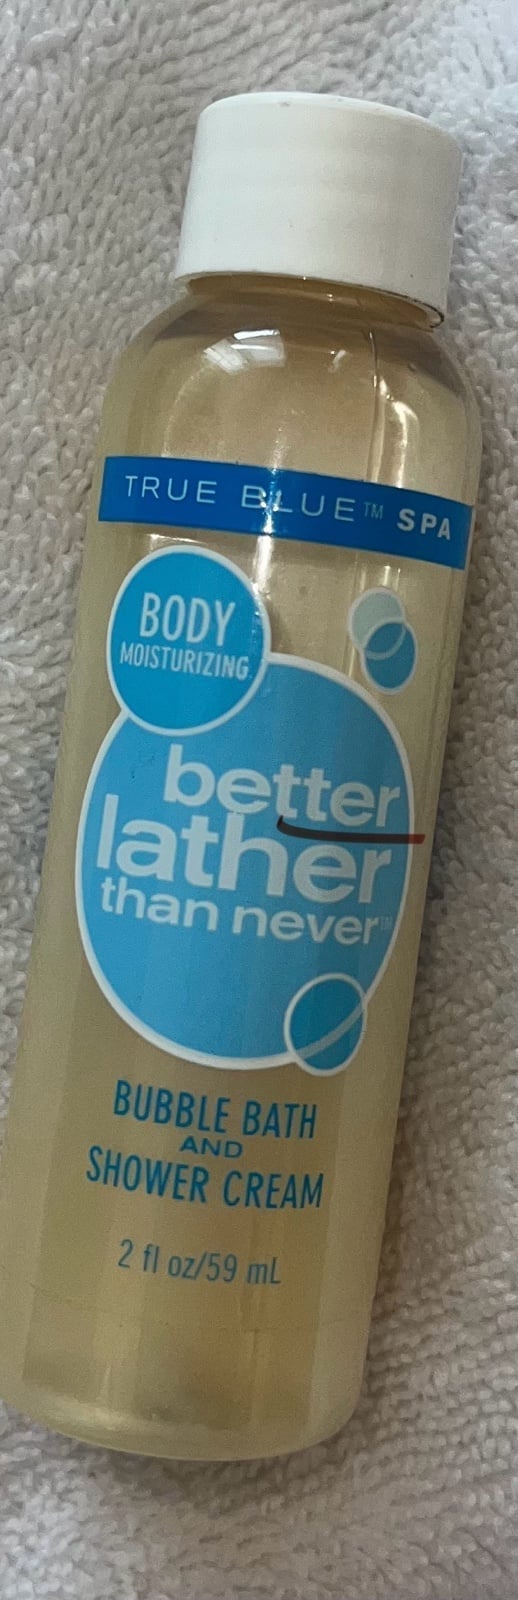 TRUE BLUE™ SPA
BODY
MOISTURIZING
better
lather
than never™
BUBBLE BATH
AND
SHOWER CREAM
2 fl oz/59 mL